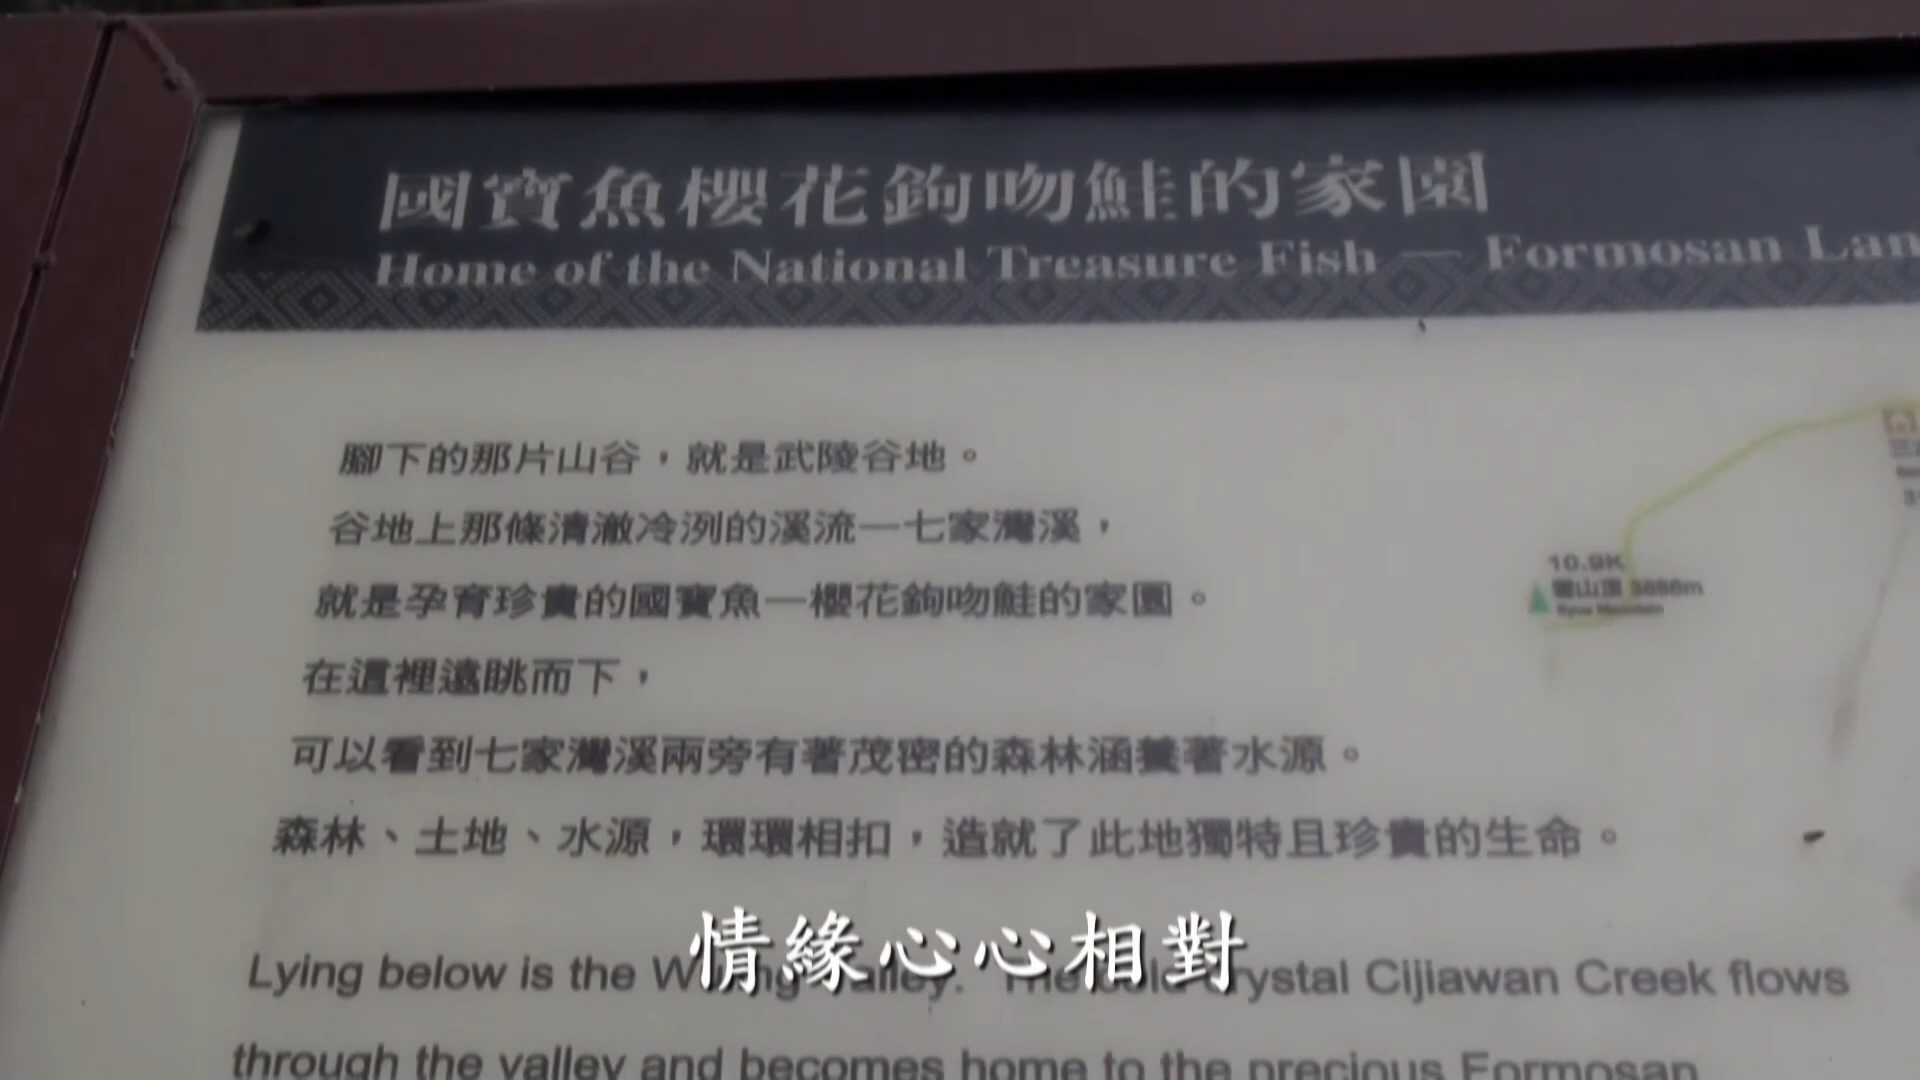 國寶魚櫻花鉤吻鮭的家園
Home of the National Treasure Fish — Formosan Lan
腳下的那片山谷，就是武陵谷地。
谷地上那條清澈冷冽的溪流—七家灣溪，
就是孕育珍貴的國寶魚—櫻花鉤吻鮭的家園。
在這裡遠眺而下，
可以看到七家灣溪兩旁有著茂密的森林涵養著水源。
森林、土地、水源，環環相扣，造就了此地獨特且珍貴的生命。
10.9K
雪山頂 3886m
情緣心心相對
Lying below is the Crystal Cijiawan Creek flows
through the valley and becomes home to the precious Formosan